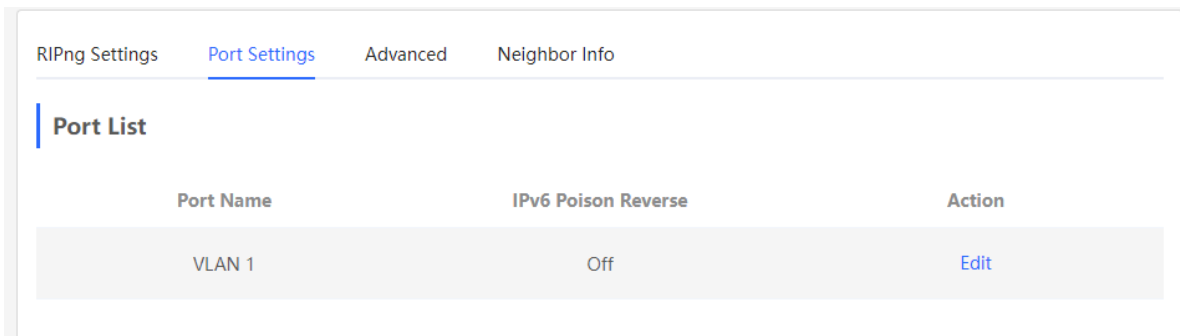 RIPng Settings Port Settings Advanced Neighbor Info
Port List
Port Name IPv6 Poison Reverse Action
VLAN 1 Off Edit